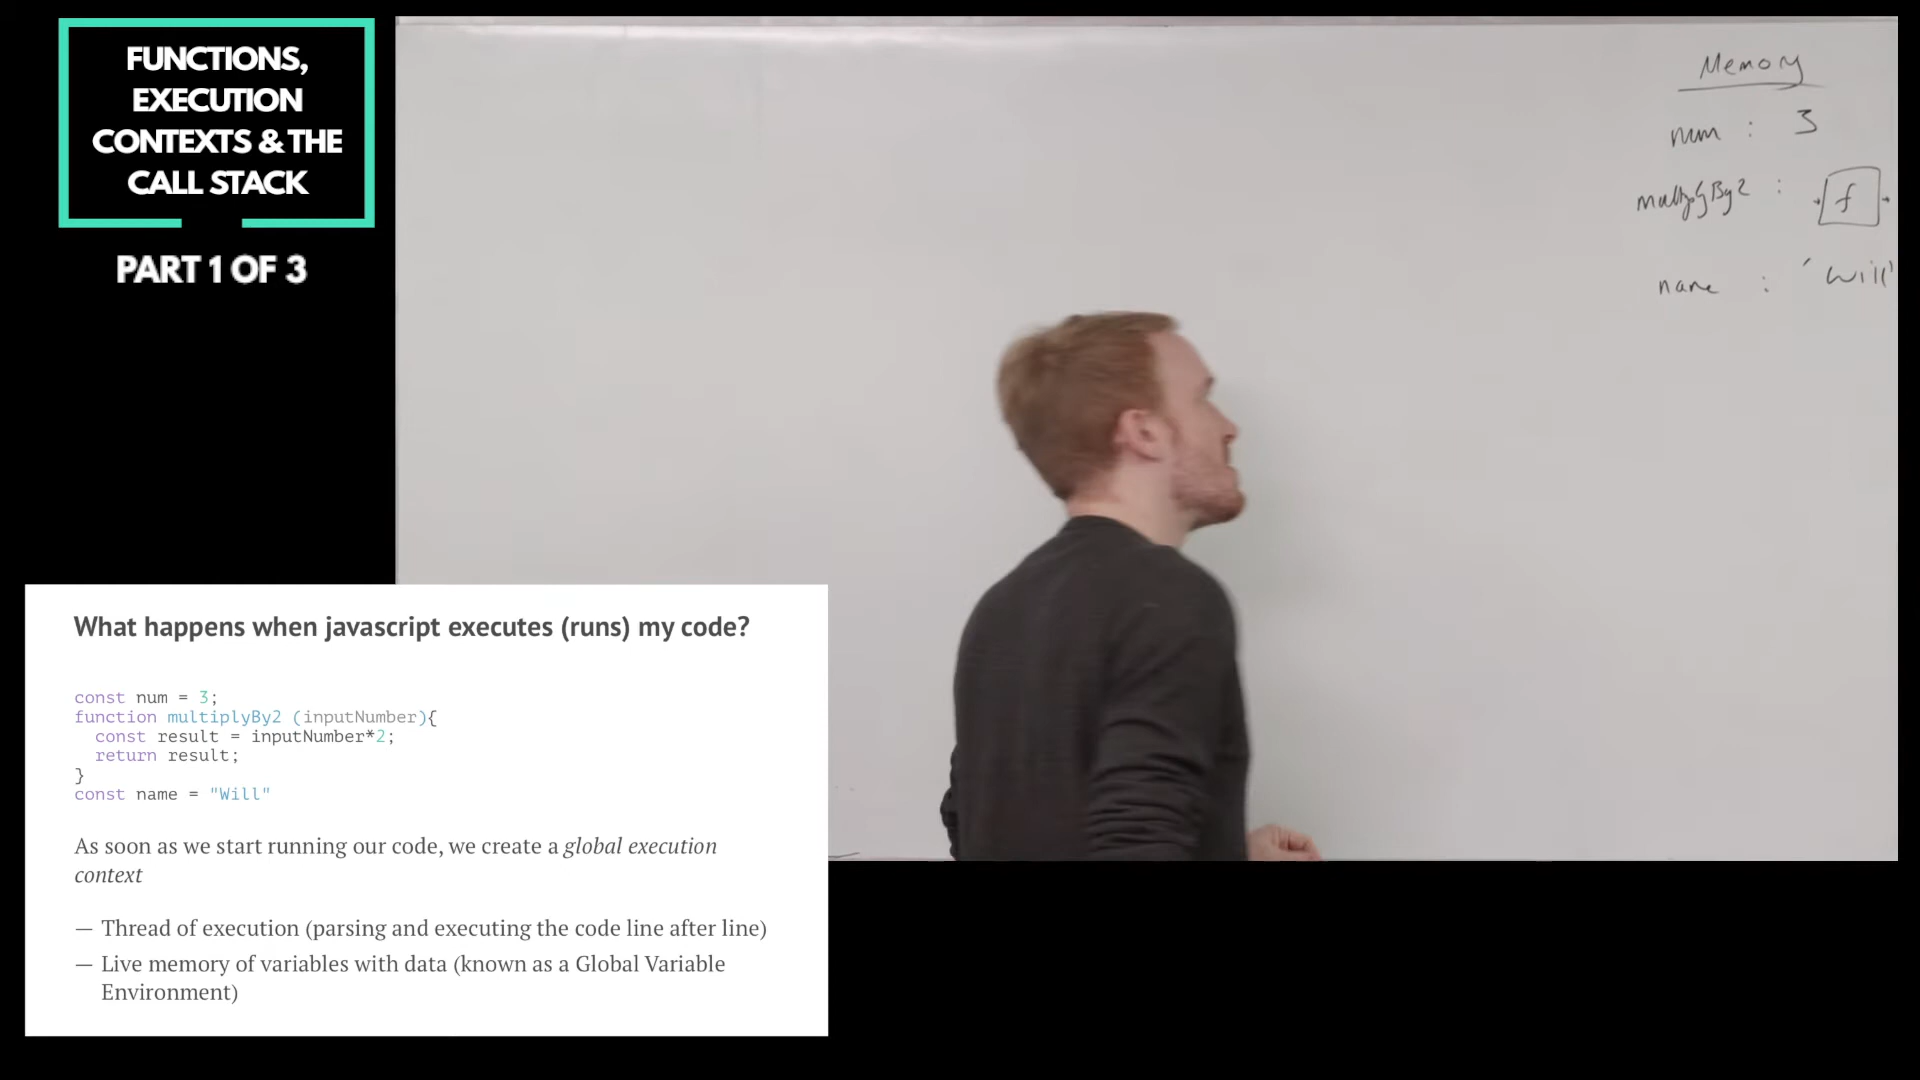 FUNCTIONS,
EXECUTION
CONTEXTS & THE
CALL STACK
PART 1 OF 3
Memory
num : 3
multiplyBy2 : f
name : 'Will'
What happens when javascript executes (runs) my code?
const num = 3;
function multiplyBy2 (inputNumber){
const result = inputNumber*2;
return result;
}
const name = "Will"
As soon as we start running our code, we create a global execution
context
— Thread of execution (parsing and executing the code line after line)
— Live memory of variables with data (known as a Global Variable
Environment)